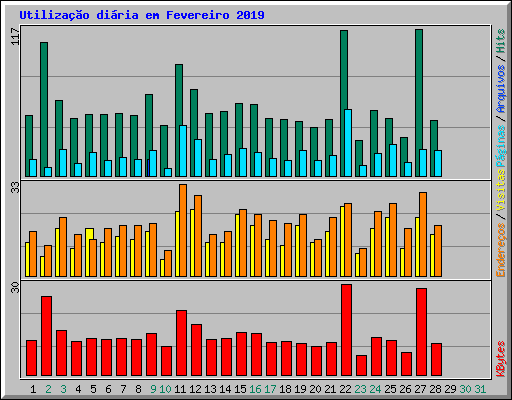 Utilização diária em Fevereiro 2019
117
33
30
Endereços / Visitas Páginas / Arquivos / Hits
KBytes
1 2 3 4 5 6 7 8 9 10 11 12 13 14 15 16 17 18 19 20 21 22 23 24 25 26 27 28 29 30 31